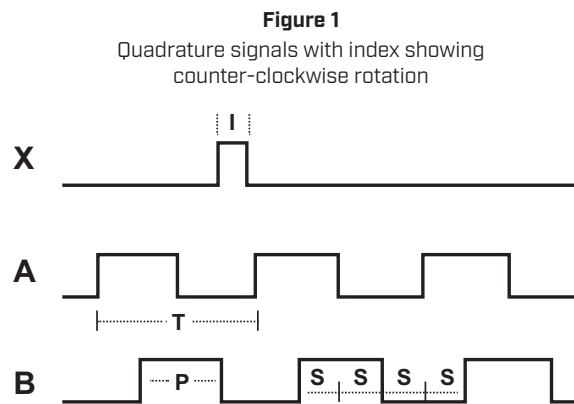 Figure 1
Quadrature signals with index showing
counter-clockwise rotation
I
X
A
T
B
P
S S S S